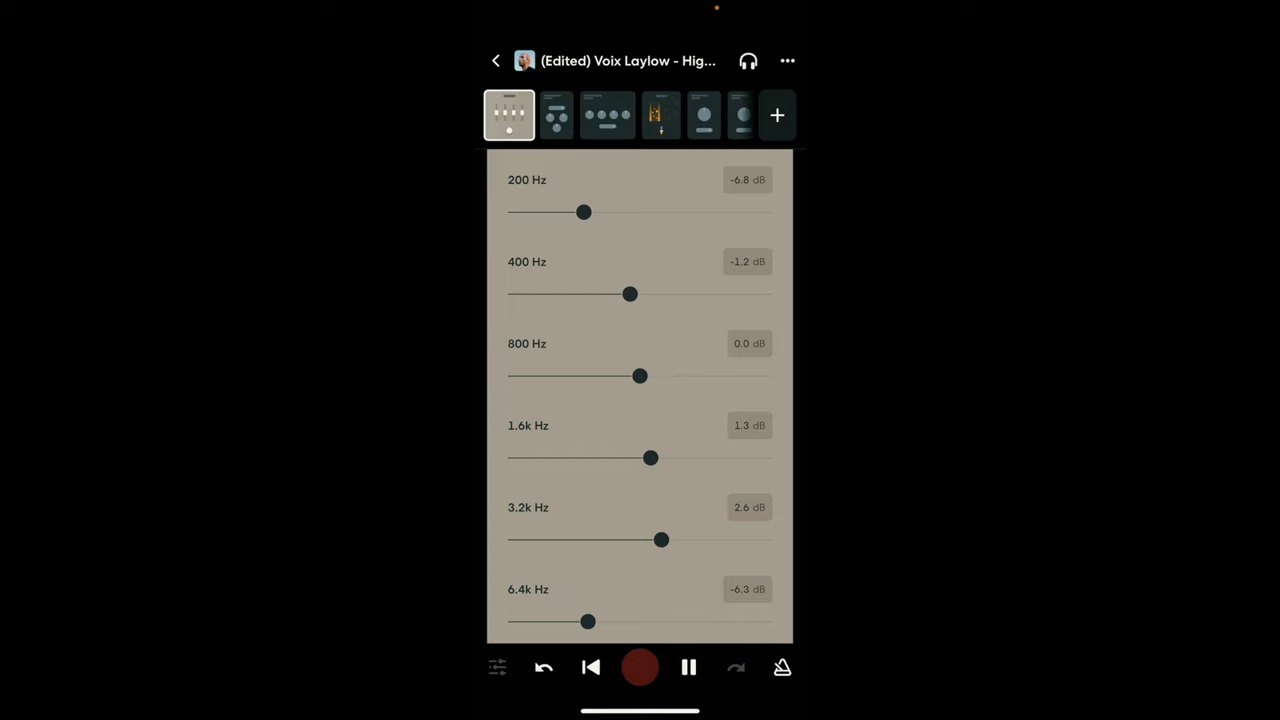 (Edited) Voix Laylow - Hig...
200 Hz
-6.8 dB
400 Hz
-1.2 dB
800 Hz
0.0 dB
1.6k Hz
1.3 dB
3.2k Hz
2.6 dB
6.4k Hz
-6.3 dB